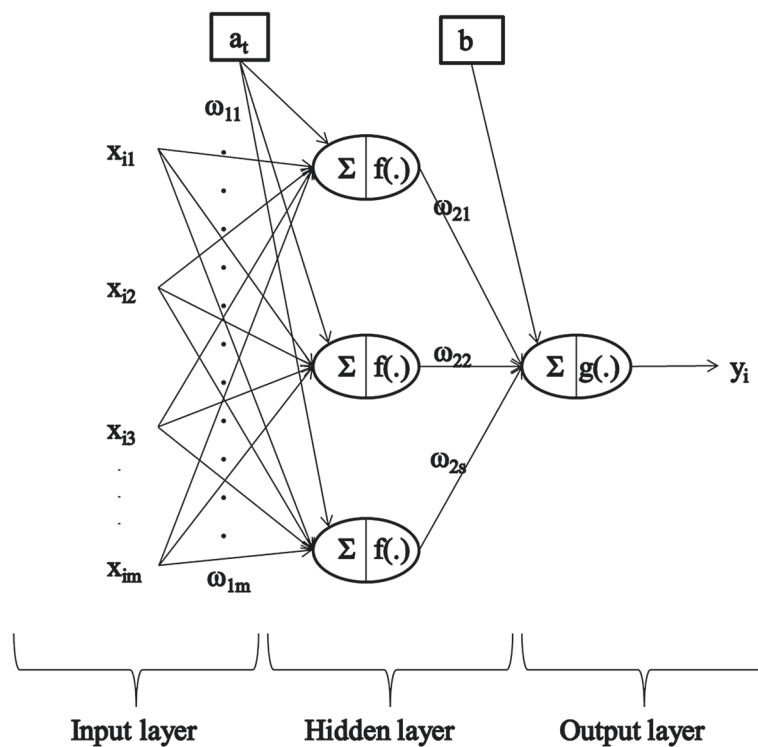 a_t b
ω_11
x_i1
Σ f(.)
ω_21
x_i2
Σ f(.) ω_22 Σ g(.) y_i
x_i3
ω_2s
x_im
Σ f(.)
ω_1m
Input layer Hidden layer Output layer